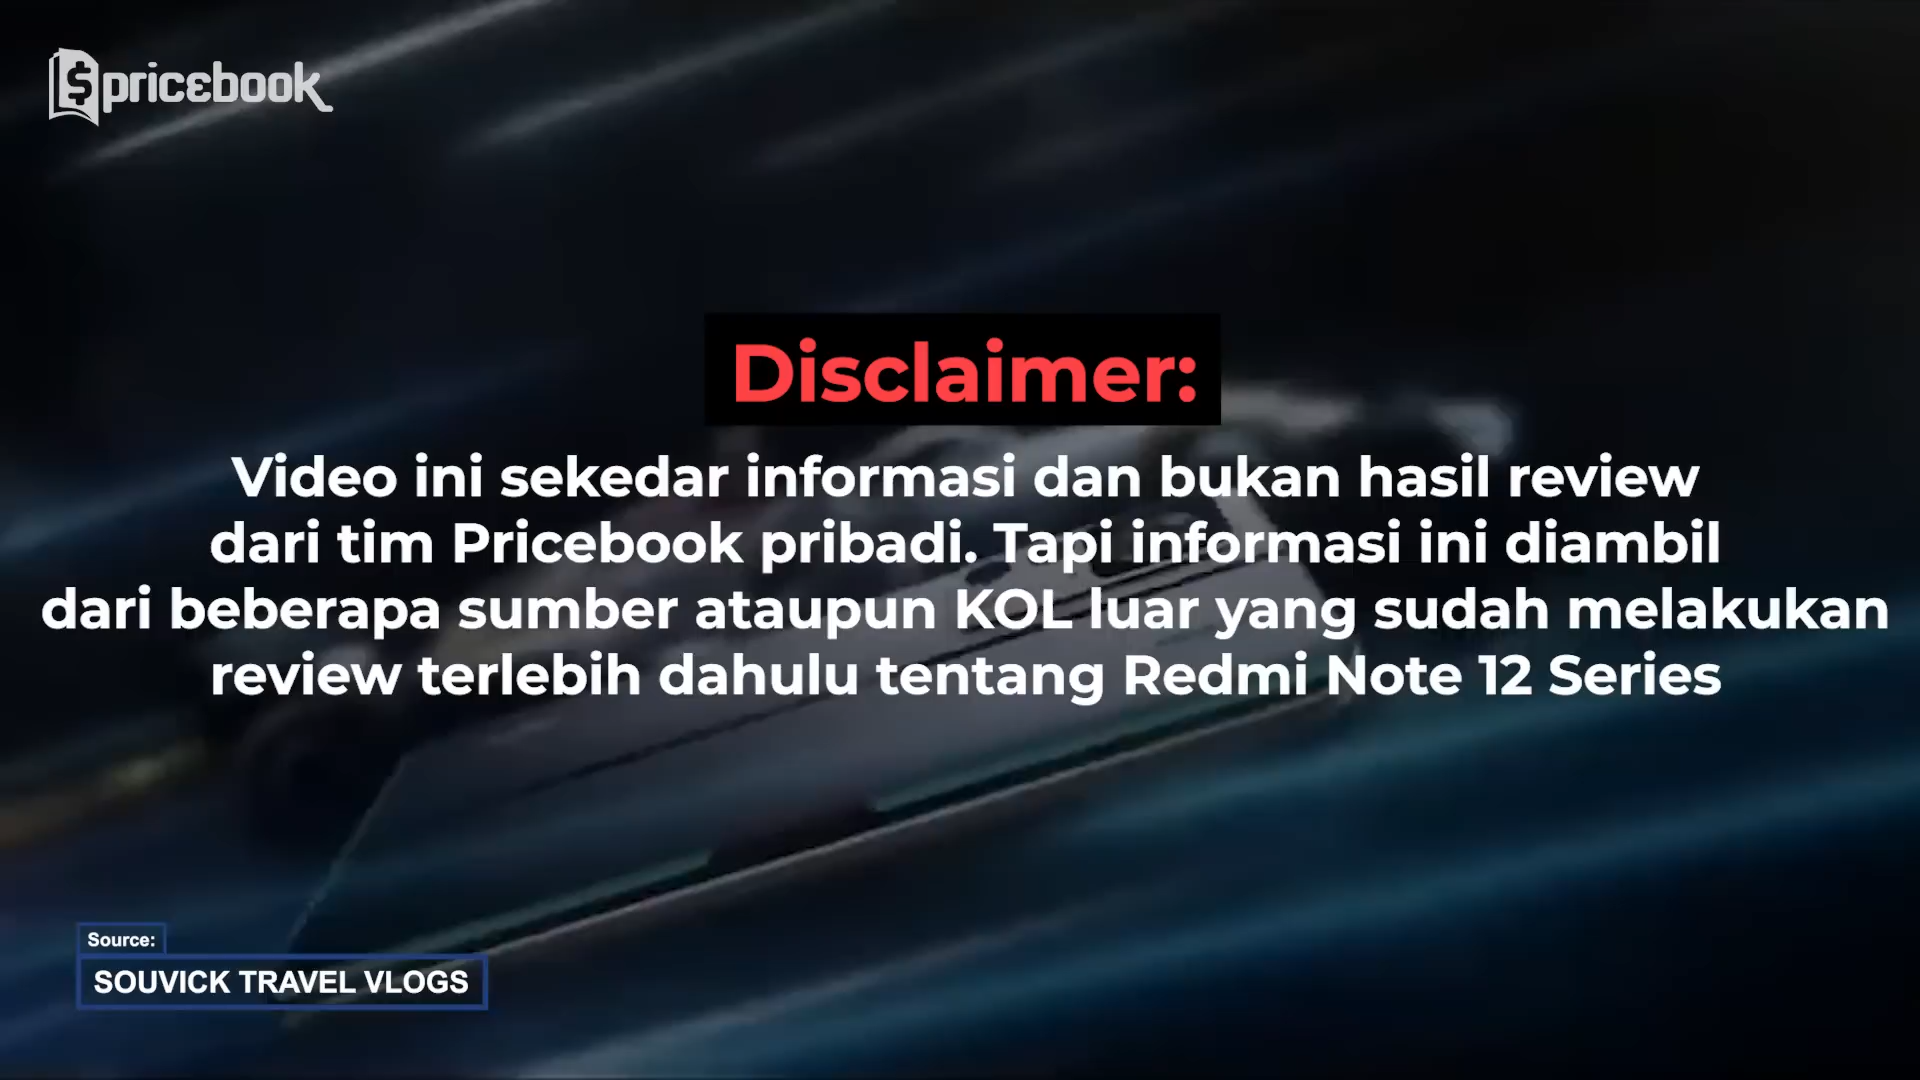 pricebook
Disclaimer:
Video ini sekedar informasi dan bukan hasil review
dari tim Pricebook pribadi. Tapi informasi ini diambil
dari beberapa sumber ataupun KOL luar yang sudah melakukan
review terlebih dahulu tentang Redmi Note 12 Series
Source:
SOUVICK TRAVEL VLOGS